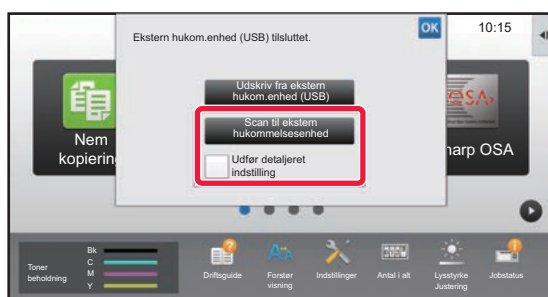 Ekstern hukom.enhed (USB) tilsluttet.
OK
10:15
Udskriv fra ekstern
hukom.enhed (USB)
Scan til ekstern
hukommelsesenhed
Udfør detaljeret
indstilling
Nem
kopiering
OSA
harp OSA
Toner
beholdning
Bk
C
M
Y
Driftsguide
Forstør
visning
Indstillinger
Antal i alt
Lysstyrke
Justering
Jobstatus